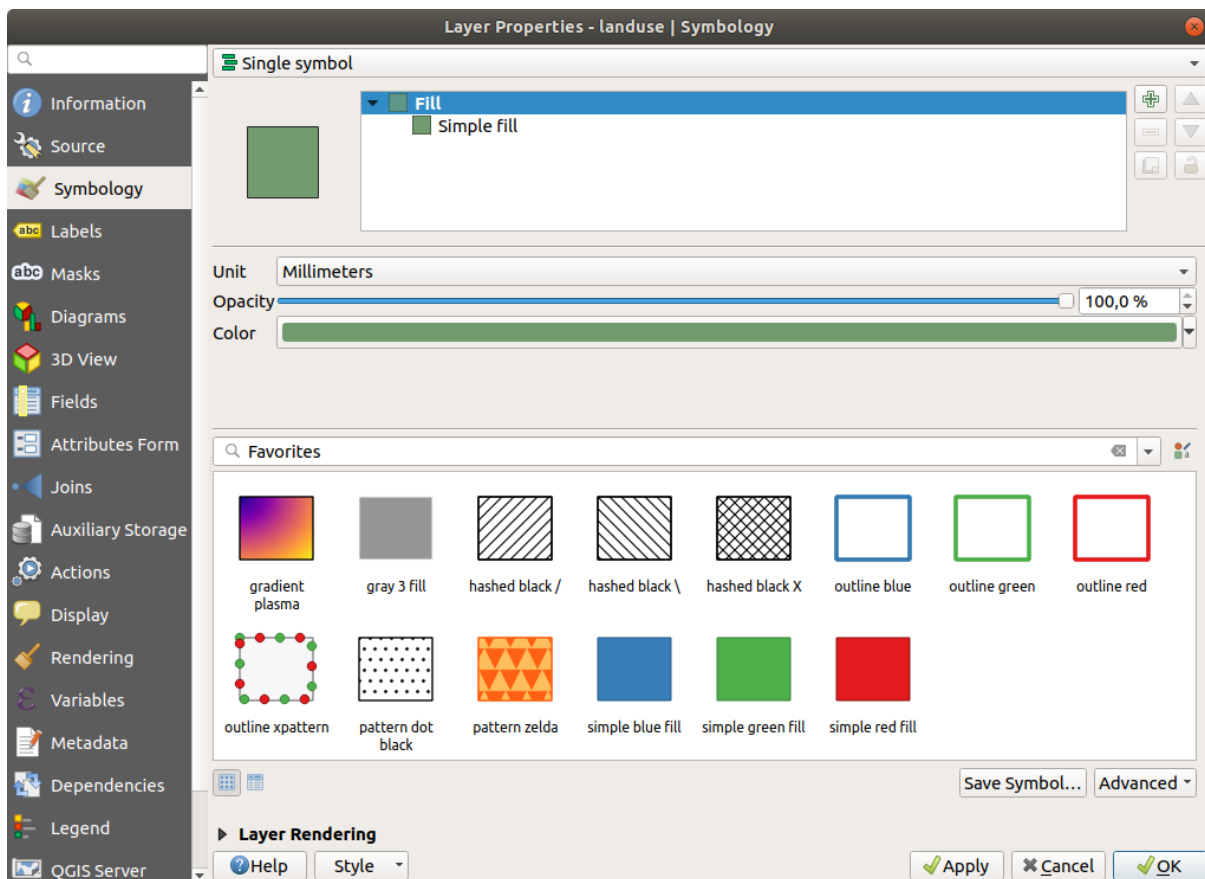 Layer Properties - landuse | Symbology
Information
Source
Symbology
abc Labels
abc Masks
Diagrams
3D View
Fields
Attributes Form
Joins
Auxiliary Storage
Actions
Display
Rendering
Variables
Metadata
Dependencies
Legend
QGIS Server
Single symbol
Fill
Simple fill
Unit Millimeters
Opacity 100,0 %
Color
Favorites
gradient plasma
gray 3 fill
hashed black /
hashed black \
hashed black X
outline blue
outline green
outline red
outline xpattern
pattern dot black
pattern zelda
simple blue fill
simple green fill
simple red fill
Save Symbol... Advanced
Layer Rendering
Help Style Apply Cancel OK